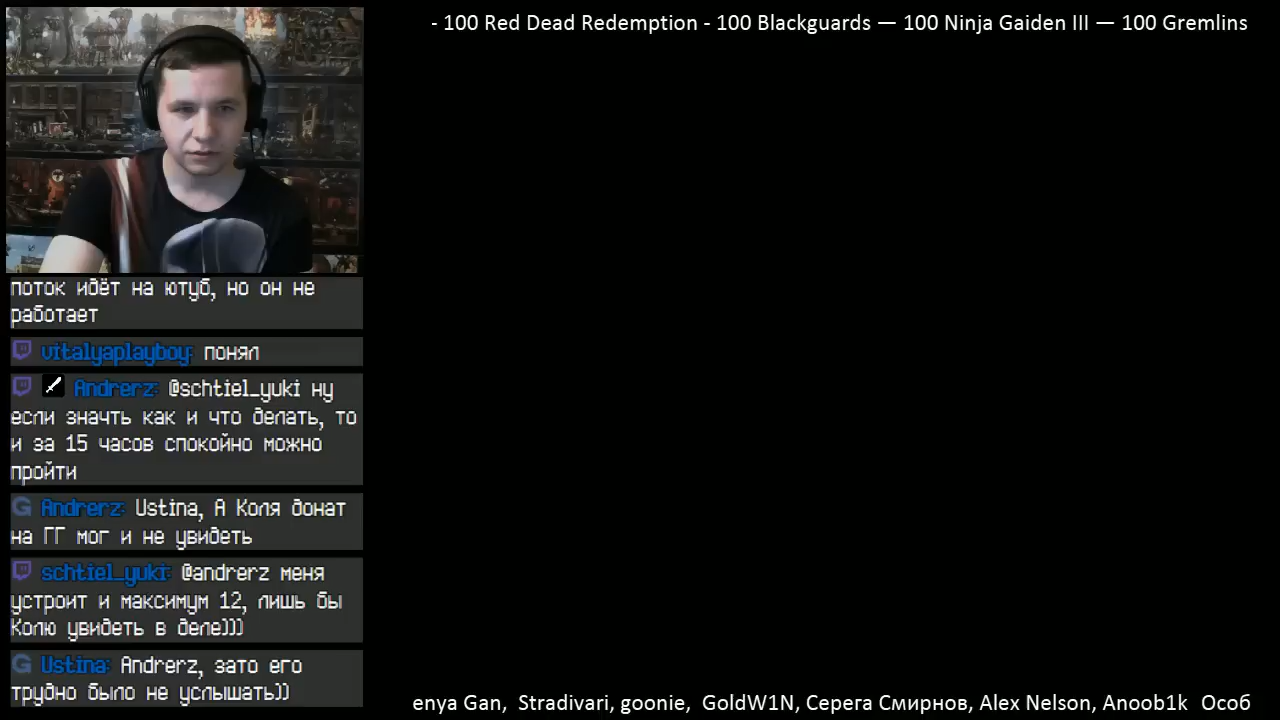 - 100 Red Dead Redemption - 100 Blackguards — 100 Ninja Gaiden III — 100 Gremlins
поток идёт на ютуб, но он не
работает
vitalyaplayboy: понял
Andrerz: @schtiel_yuki ну
если значть как и что делать, то
и за 15 часов спокойно можно
пройти
Andrerz: Ustina, А Коля донат
на ГГ мог и не увидеть
schtiel_yuki: @andrerz меня
устроит и максимум 12, лишь бы
Колю увидеть в деле)))
Ustina: Andrerz, зато его
трудно было не услышать))
enya Gan, Stradivari, goonie, GoldW1N, Серега Смирнов, Alex Nelson, Anoob1k Особ